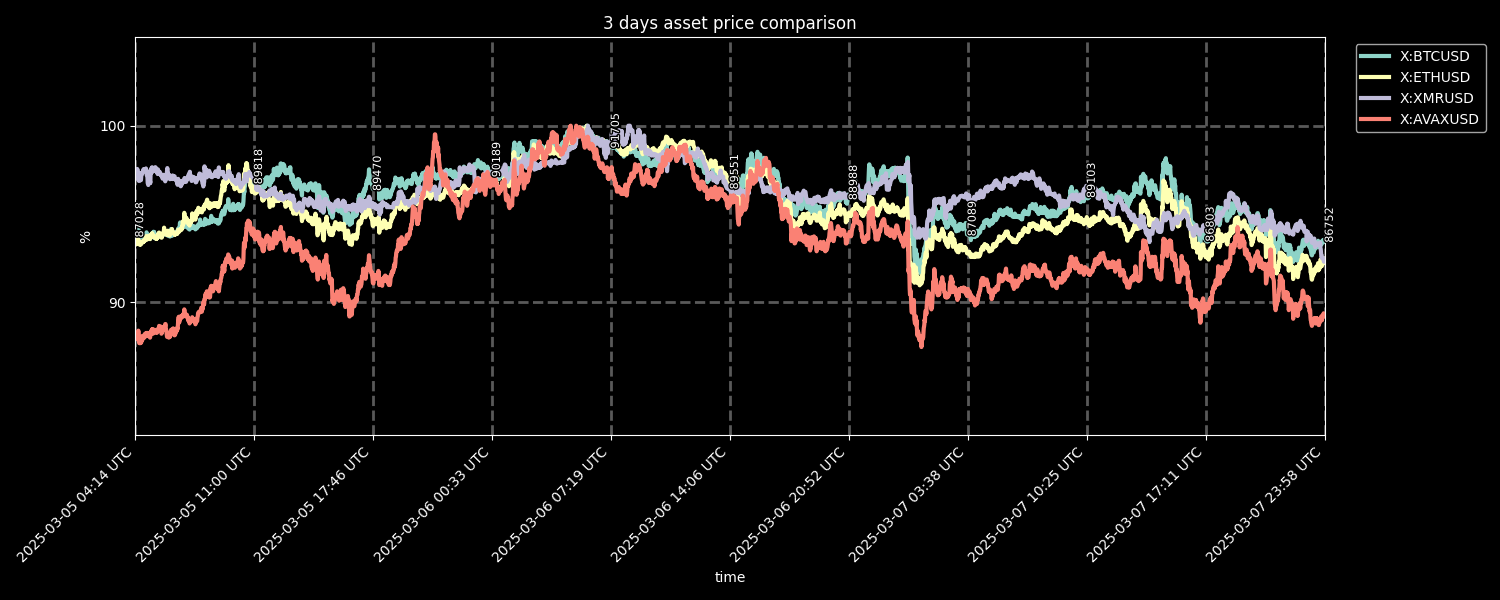 3 days asset price comparison
X:BTCUSD
X:ETHUSD
X:XMRUSD
X:AVAXUSD
%
100
90
87028
89818
89470
90189
91705
89551
88988
87089
89103
86803
86752
2025-03-05 04:14 UTC
2025-03-05 11:00 UTC
2025-03-05 17:46 UTC
2025-03-06 00:33 UTC
2025-03-06 07:19 UTC
2025-03-06 14:06 UTC
2025-03-06 20:52 UTC
2025-03-07 03:38 UTC
2025-03-07 10:25 UTC
2025-03-07 17:11 UTC
2025-03-07 23:58 UTC
time